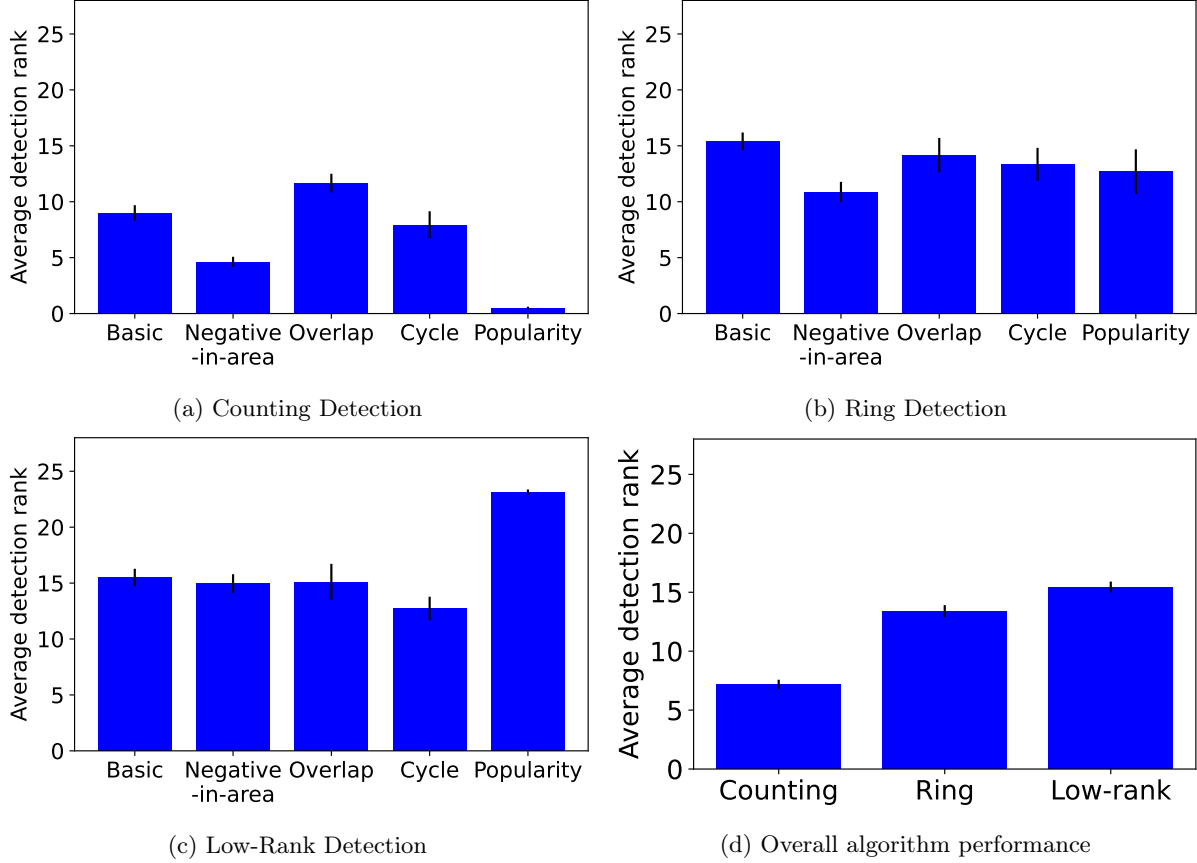 Average detection rank
25
20
15
10
5
0
Basic Negative Overlap Cycle Popularity
-in-area
(a) Counting Detection
Average detection rank
25
20
15
10
5
0
Basic Negative Overlap Cycle Popularity
-in-area
(b) Ring Detection
Average detection rank
25
20
15
10
5
0
Basic Negative Overlap Cycle Popularity
-in-area
(c) Low-Rank Detection
Average detection rank
25
20
15
10
5
0
Counting Ring Low-rank
(d) Overall algorithm performance